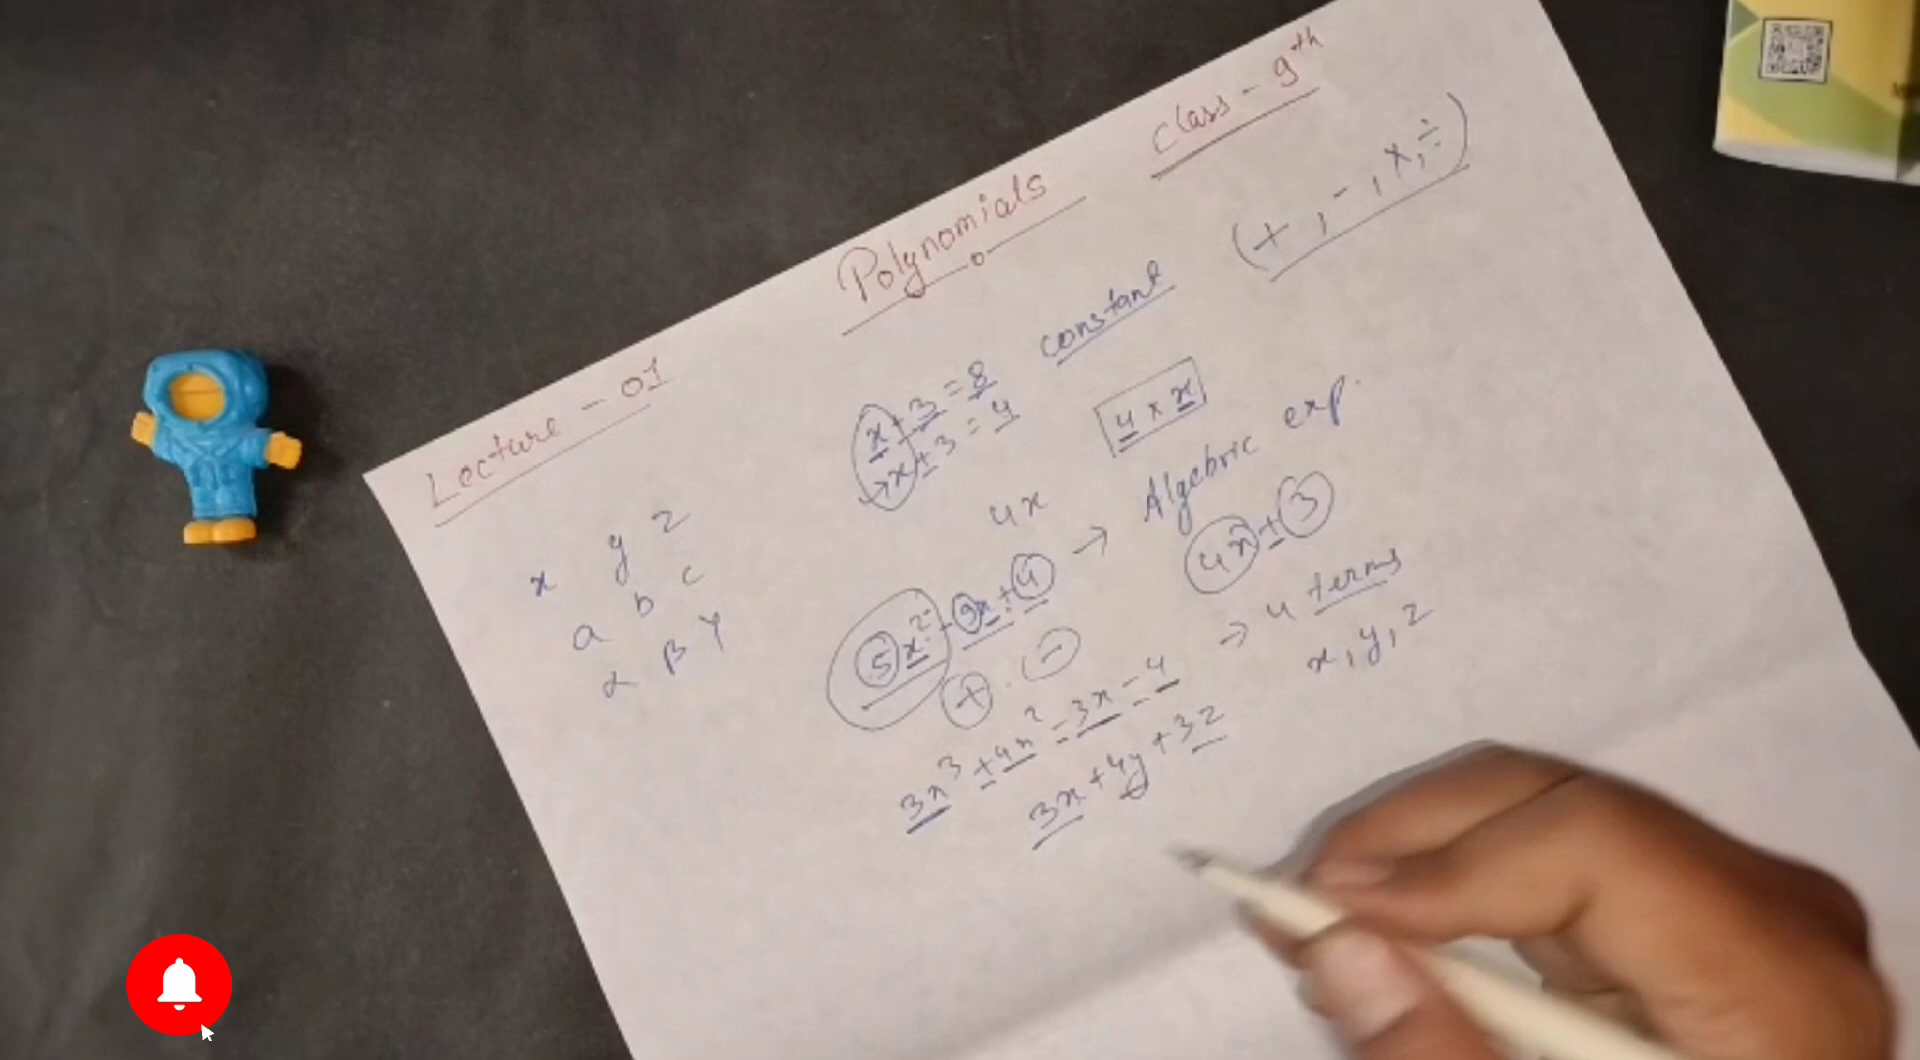 Class - 9th
Polynomials
Lecture - 01
(+, -, x, ÷)
constant
x+3=8
→x+3=4
4 x x
4x
x y z
a b c
α β γ
5x²-9x+4 → Algebric exp.
4x+3
+ . -
3x³+4x²-3x-4 → 4 terms
3x+4y+3z
x, y, z